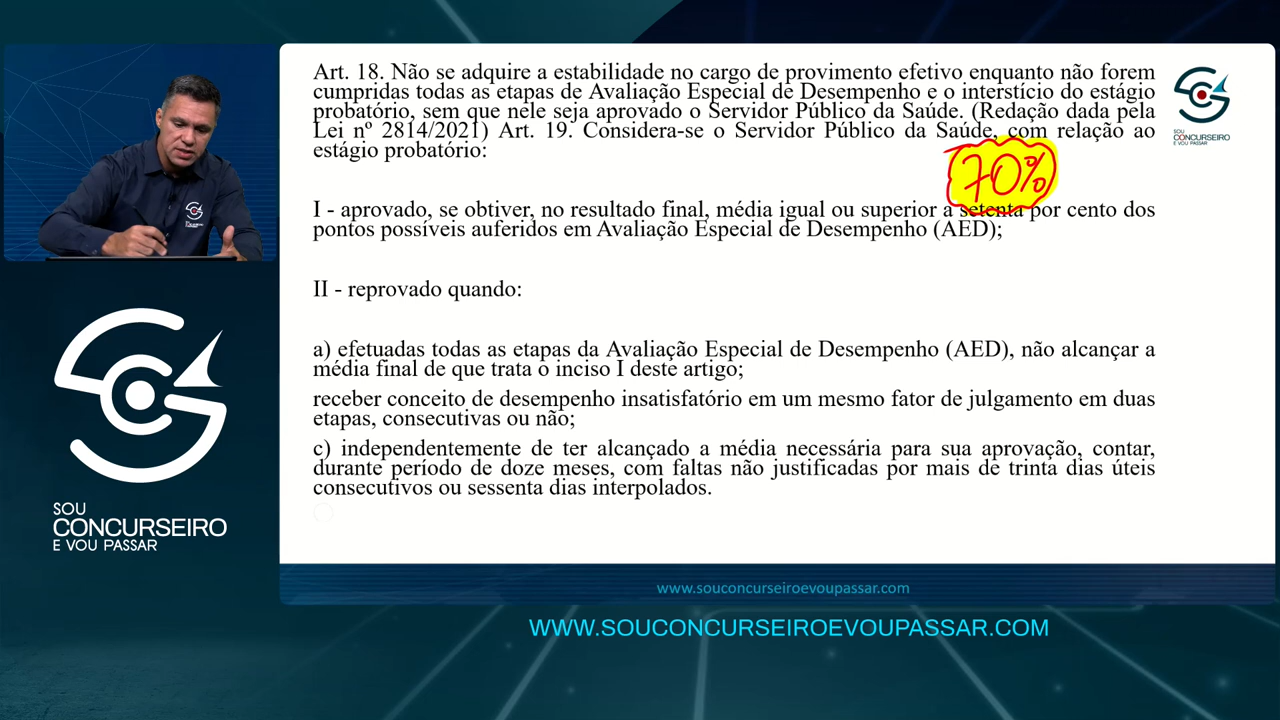 Art. 18. Não se adquire a estabilidade no cargo de provimento efetivo enquanto não forem
cumpridas todas as etapas de Avaliação Especial de Desempenho e o interstício do estágio
probatório, sem que nele seja aprovado o Servidor Público da Saúde. (Redação dada pela
Lei nº 2814/2021) Art. 19. Considera-se o Servidor Público da Saúde, com relação ao
estágio probatório:
70%
I - aprovado, se obtiver, no resultado final, média igual ou superior a setenta por cento dos
pontos possíveis auferidos em Avaliação Especial de Desempenho (AED);
II - reprovado quando:
a) efetuadas todas as etapas da Avaliação Especial de Desempenho (AED), não alcançar a
média final de que trata o inciso I deste artigo;
receber conceito de desempenho insatisfatório em um mesmo fator de julgamento em duas
etapas, consecutivas ou não;
c) independentemente de ter alcançado a média necessária para sua aprovação, contar,
durante período de doze meses, com faltas não justificadas por mais de trinta dias úteis
consecutivos ou sessenta dias interpolados.
SOU
CONCURSEIRO
E VOU PASSAR
SOU
CONCURSEIRO
E VOU PASSAR
www.souconcurseiroevoupassar.com
WWW.SOUCONCURSEIROEVOUPASSAR.COM